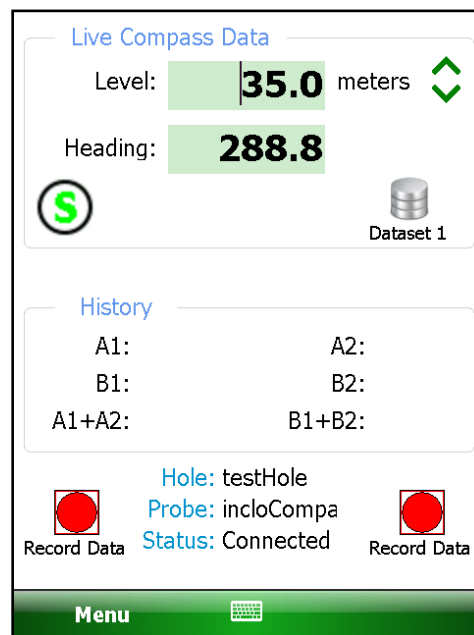 Live Compass Data
Level: 35.0 meters
Heading: 288.8
S
Dataset 1
History
A1: A2:
B1: B2:
A1+A2: B1+B2:
Hole: testHole
Probe: incloCompa
Status: Connected
Record Data Record Data
Menu